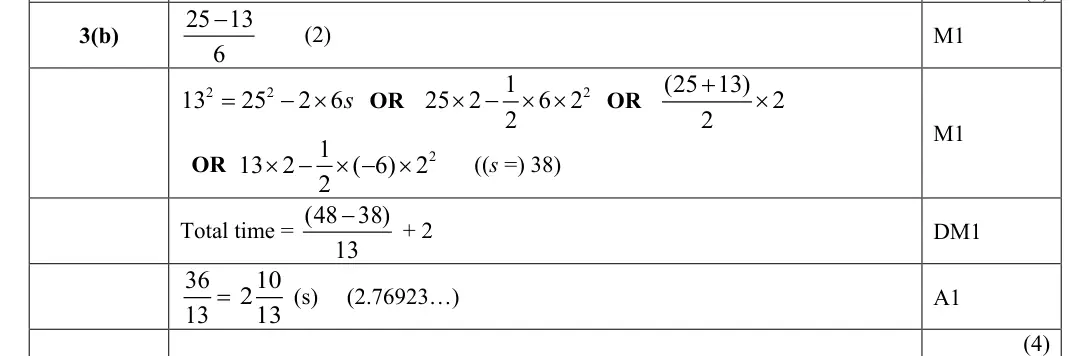 3(b) (25 − 13)/6 (2) M1
13² = 25² − 2 × 6s OR 25 × 2 − 1/2 × 6 × 2² OR (25 + 13)/2 × 2
M1
OR 13 × 2 − 1/2 × (−6) × 2² ((s =) 38)
Total time = (48 − 38)/13 + 2 DM1
36/13 = 2 10/13 (s) (2.76923…) A1
(4)